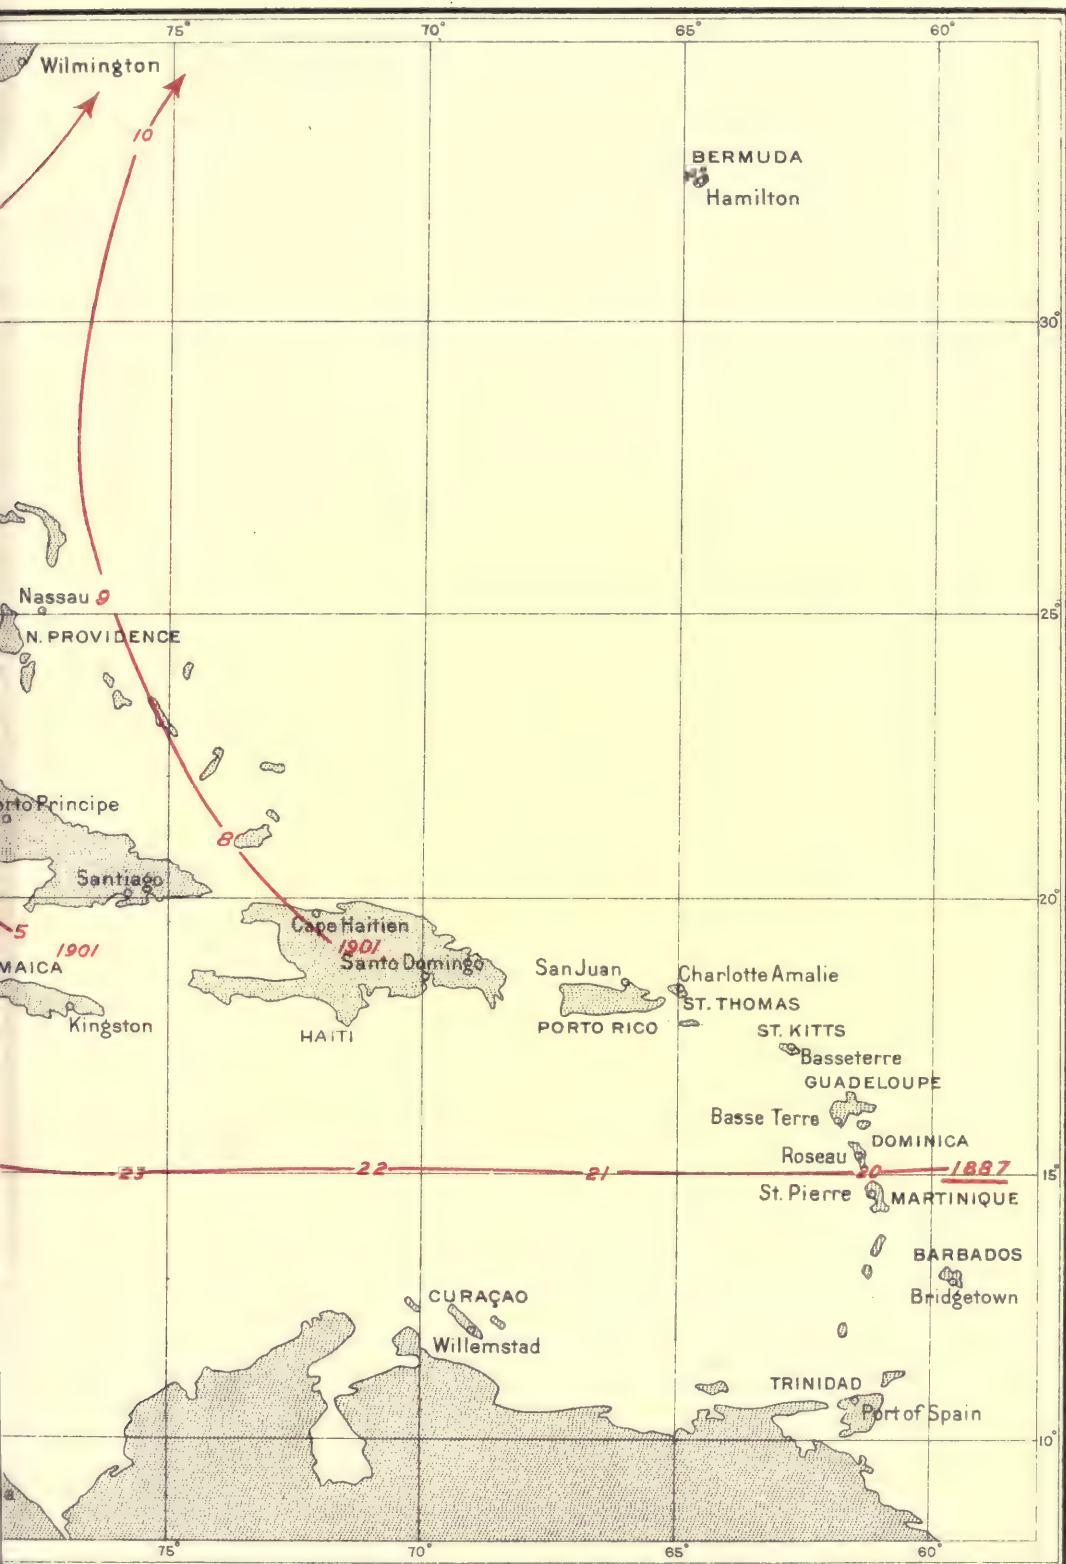 75° 70° 65° 60°
Wilmington
10
BERMUDA
Hamilton
30°
Nassau 9
25°
N. PROVIDENCE
rto Principe
8
Santiago
20°
Cape Haitien
5
1901
1901
MAICA
Santo Domingo
San Juan
Charlotte Amalie
ST. THOMAS
Kingston
HAITI
PORTO RICO
ST. KITTS
Basseterre
GUADELOUPE
Basse Terre
DOMINICA
Roseau
23 22 21 20 1887
15°
St. Pierre
MARTINIQUE
BARBADOS
CURAÇAO
Bridgetown
Willemstad
TRINIDAD
Port of Spain
10°
a
75° 70° 65° 60°